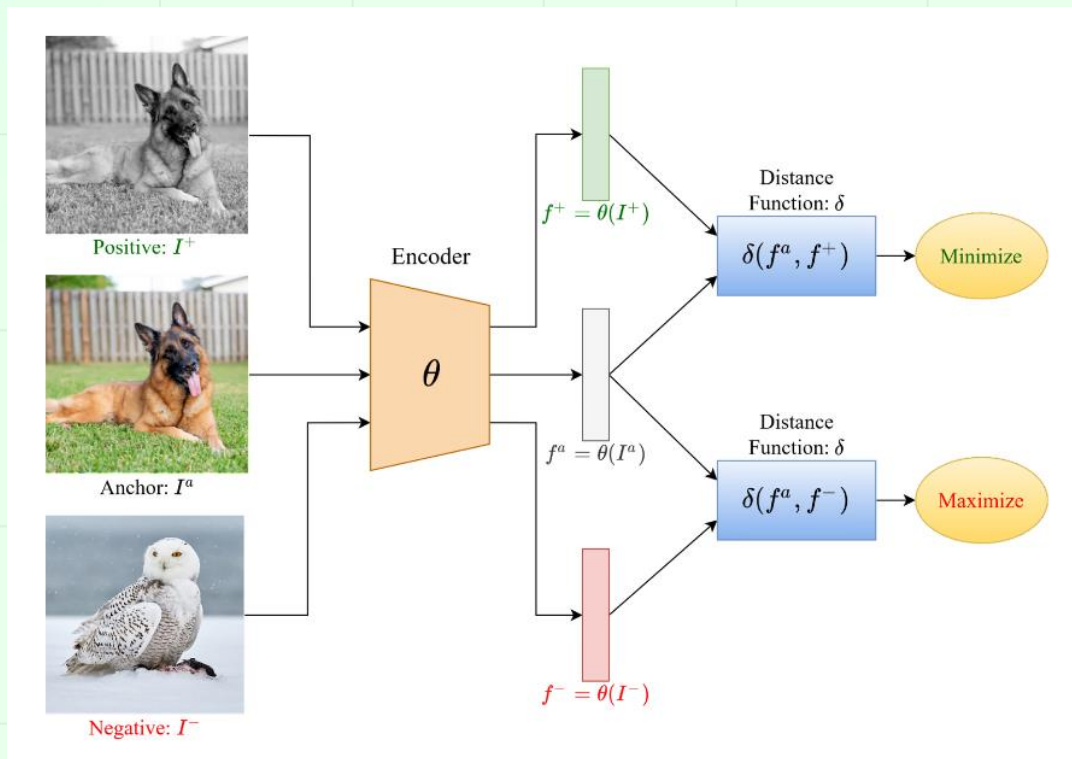 Positive: I⁺
Encoder
θ
Anchor: Iᵃ
Negative: I⁻
f⁺ = θ(I⁺)
fᵃ = θ(Iᵃ)
f⁻ = θ(I⁻)
Distance
Function: δ
δ(fᵃ, f⁺)
Minimize
Distance
Function: δ
δ(fᵃ, f⁻)
Maximize